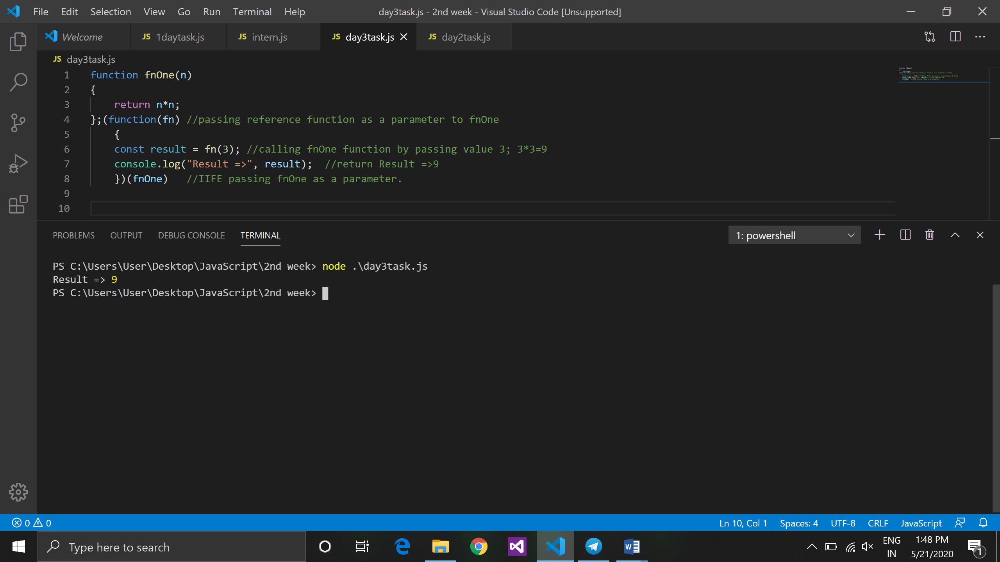 File Edit Selection View Go Run Terminal Help day3task.js - 2nd week - Visual Studio Code [Unsupported]
Welcome JS 1daytask.js JS intern.js JS day3task.js JS day2task.js
JS day3task.js
1 function fnOne(n)
2 {
3     return n*n;
4 };(function(fn) //passing reference function as a parameter to fnOne
5     {
6     const result = fn(3); //calling fnOne function by passing value 3; 3*3=9
7     console.log("Result =>", result);  //return Result =>9
8     })(fnOne)   //IIFE passing fnOne as a parameter.
9
10
PROBLEMS OUTPUT DEBUG CONSOLE TERMINAL 1: powershell
PS C:\Users\User\Desktop\JavaScript\2nd week> node .\day3task.js
Result => 9
PS C:\Users\User\Desktop\JavaScript\2nd week>
0 0 Ln 10, Col 1 Spaces: 4 UTF-8 CRLF JavaScript
Type here to search
ENG
IN
1:48 PM
5/21/2020
1